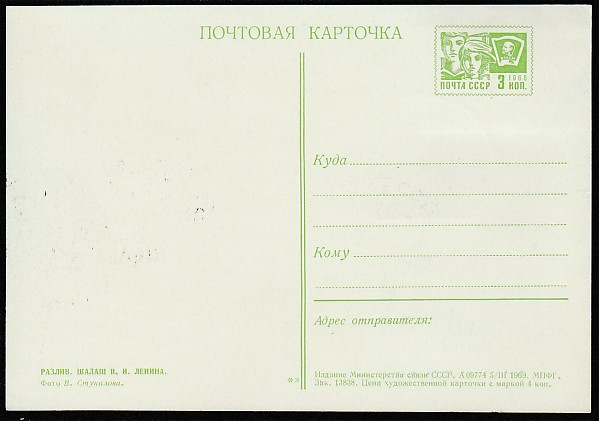 ПОЧТОВАЯ КАРТОЧКА
1966
ПОЧТА СССР 3 КОП.
Куда
Кому
Адрес отправителя:
РАЗЛИВ. ШАЛАШ В. И. ЛЕНИНА.
Фото В. Стукалова.
**
Издание Министерства связи СССР. А 09774 5/III 1969. МПФГ.
Зак. 13838. Цена художественной карточки с маркой 4 коп.